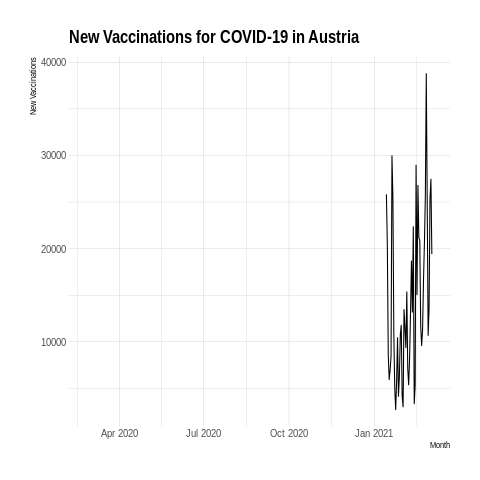 New Vaccinations for COVID-19 in Austria
New Vaccinations
40000
30000
20000
10000
Apr 2020
Jul 2020
Oct 2020
Jan 2021
Month